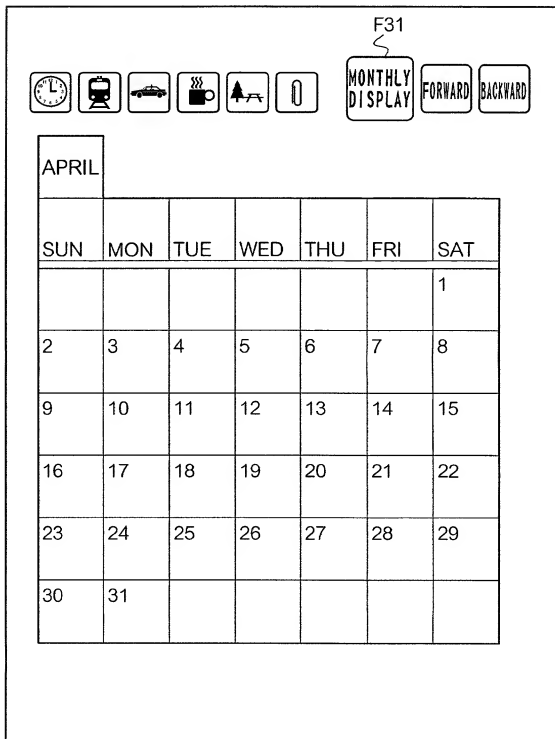 F31
MONTHLY DISPLAY FORWARD BACKWARD
APRIL
SUN MON TUE WED THU FRI SAT
1
2 3 4 5 6 7 8
9 10 11 12 13 14 15
16 17 18 19 20 21 22
23 24 25 26 27 28 29
30 31